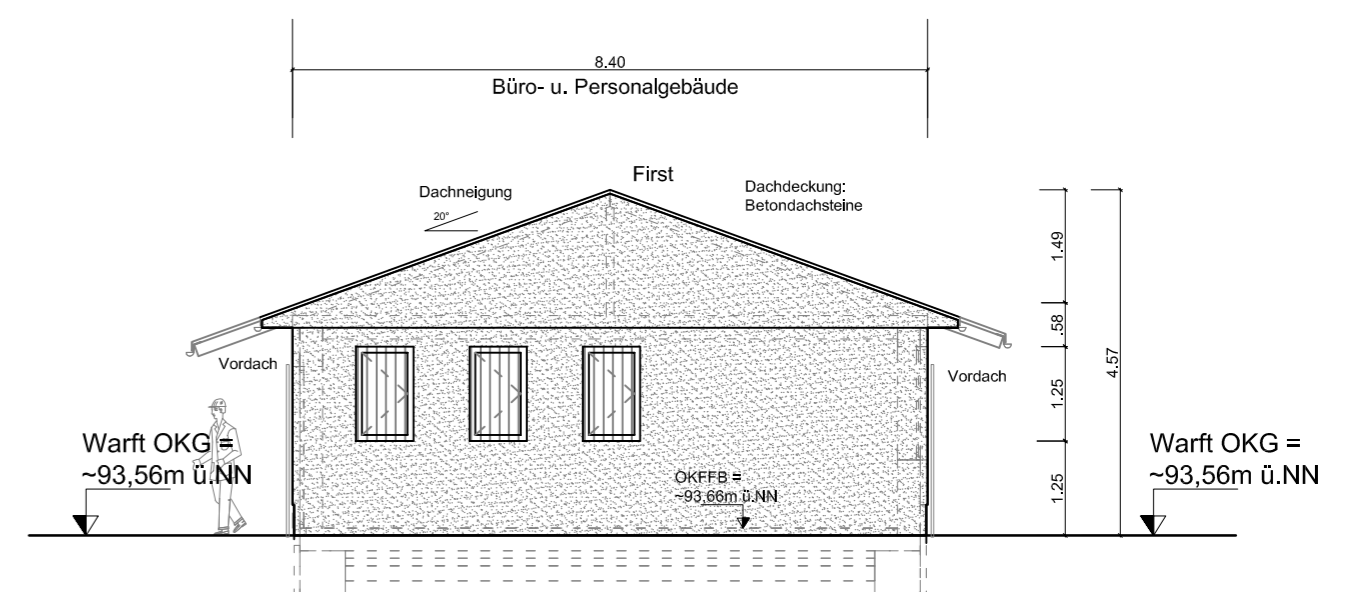 8.40
Büro- u. Personalgebäude
First
Dachneigung
20°
Dachdeckung:
Betondachsteine
1.49
.58
1.25
1.25
4.57
Vordach
Vordach
Warft OKG =
~93,56m ü.NN
OKFFB =
~93,66m ü.NN
Warft OKG =
~93,56m ü.NN